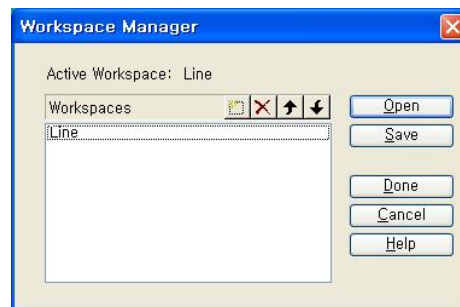 Workspace Manager
Active Workspace: Line
Workspaces
Line
Open
Save
Done
Cancel
Help